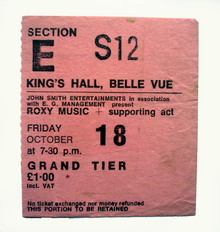 SECTION
E S12
KING'S HALL, BELLE VUE
JOHN SMITH ENTERTAINMENTS in association
with E. G. MANAGEMENT present
ROXY MUSIC + supporting act
FRIDAY
OCTOBER 18
at 7-30 p.m.
GRAND TIER
£1·00
incl. VAT
No ticket exchanged nor money refunded
THIS PORTION TO BE RETAINED